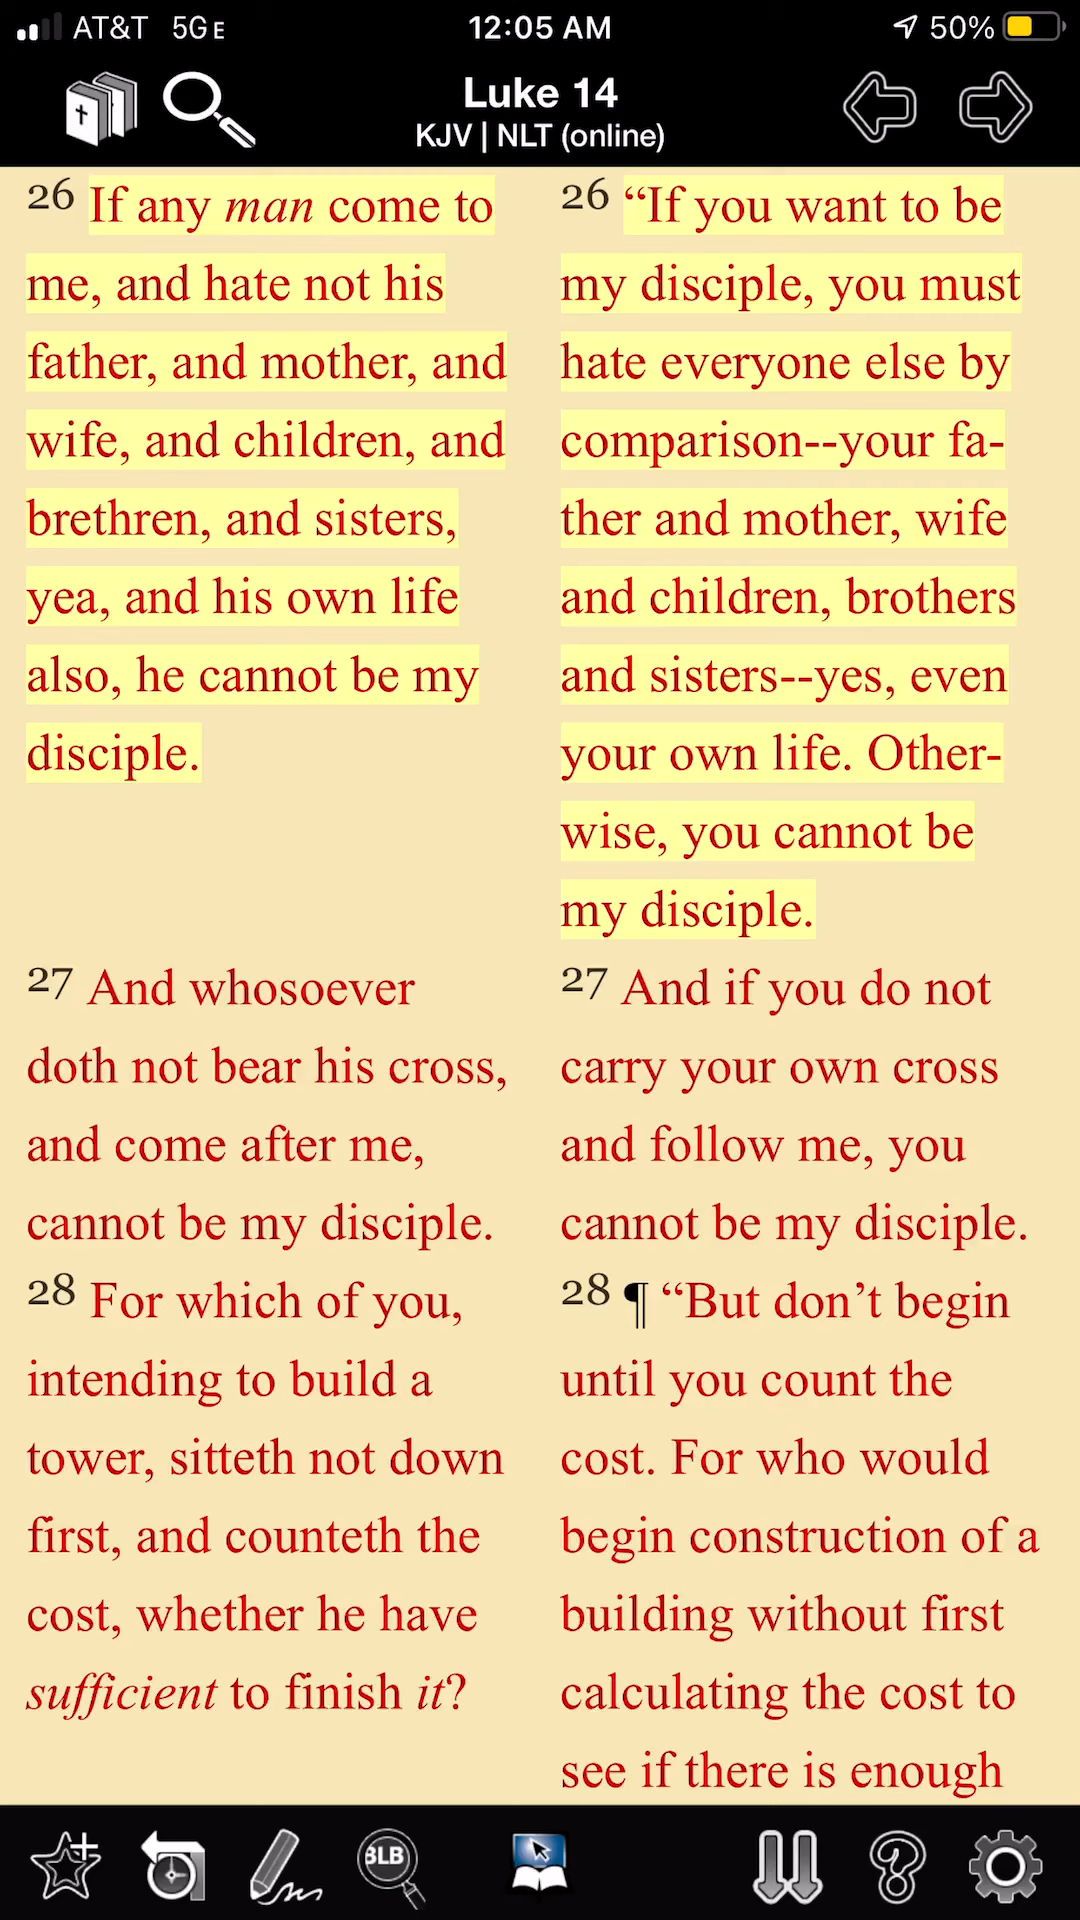 AT&T 5GE 12:05 AM 50%
Luke 14
KJV | NLT (online)
26 If any man come to
me, and hate not his
father, and mother, and
wife, and children, and
brethren, and sisters,
yea, and his own life
also, he cannot be my
disciple.
27 And whosoever
doth not bear his cross,
and come after me,
cannot be my disciple.
28 For which of you,
intending to build a
tower, sitteth not down
first, and counteth the
cost, whether he have
sufficient to finish it?
26 “If you want to be
my disciple, you must
hate everyone else by
comparison--your fa-
ther and mother, wife
and children, brothers
and sisters--yes, even
your own life. Other-
wise, you cannot be
my disciple.
27 And if you do not
carry your own cross
and follow me, you
cannot be my disciple.
28 ¶ “But don’t begin
until you count the
cost. For who would
begin construction of a
building without first
calculating the cost to
see if there is enough
BLB